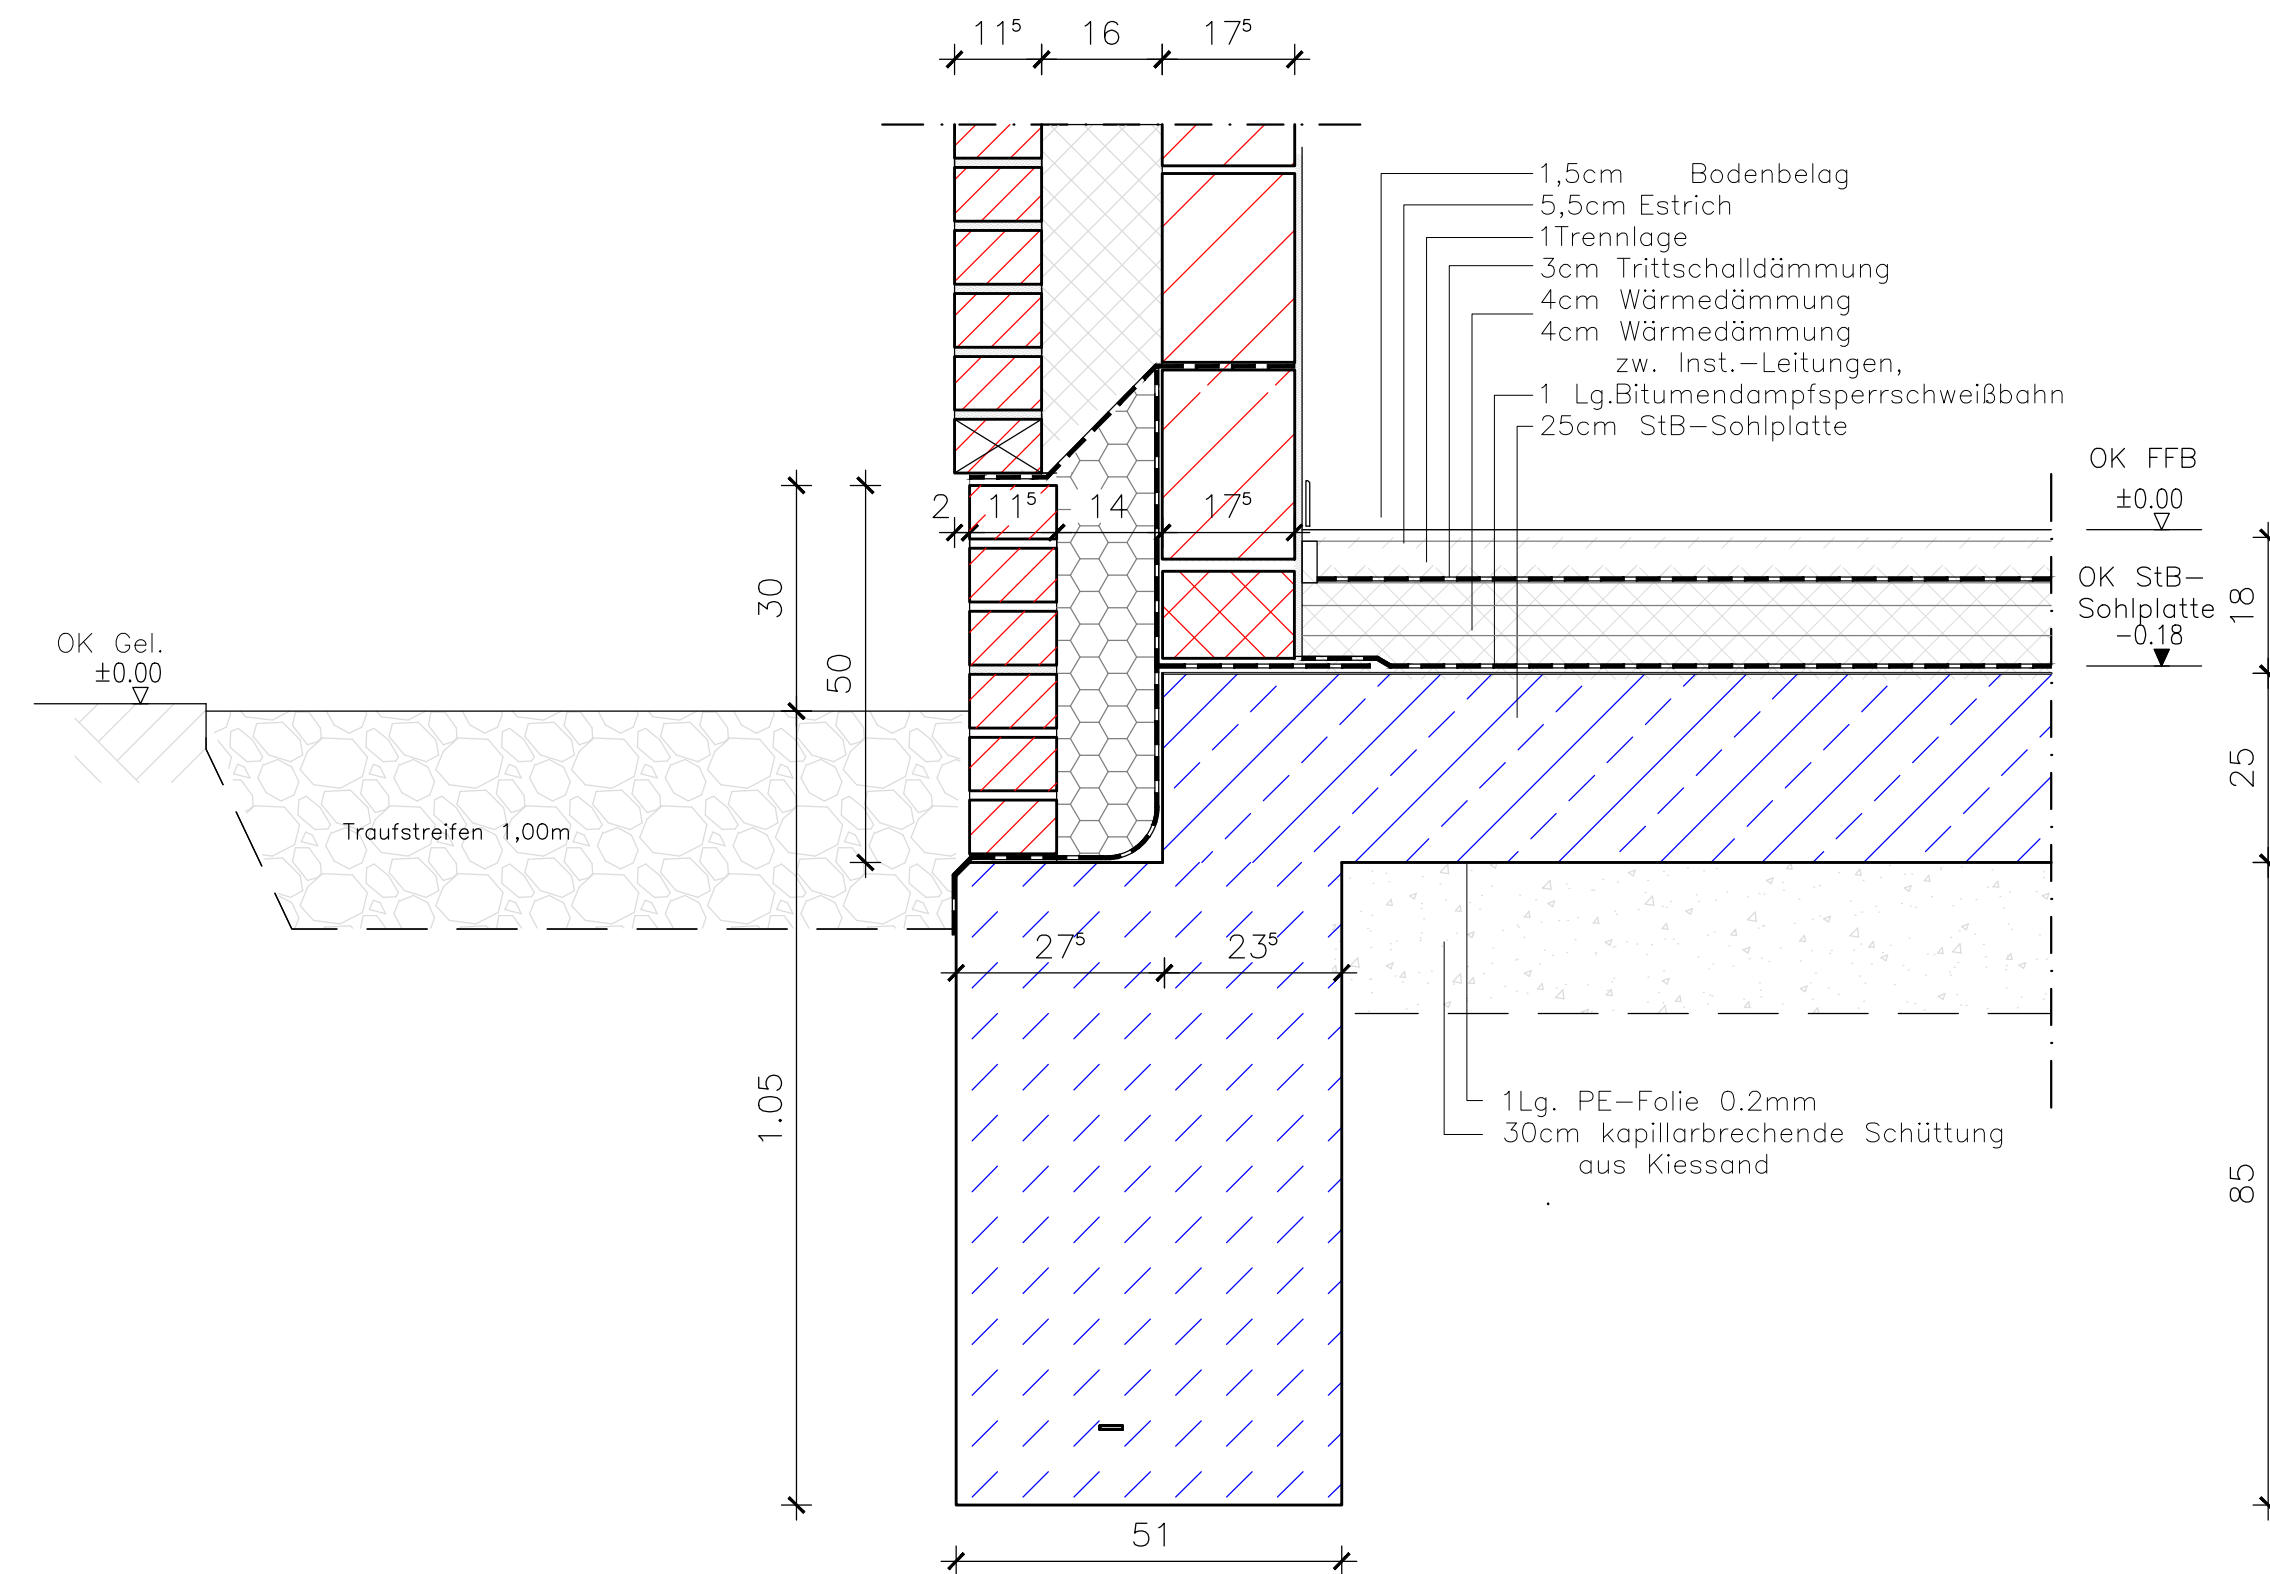 11⁵ 16 17⁵
1,5cm Bodenbelag
5,5cm Estrich
1Trennlage
3cm Trittschalldämmung
4cm Wärmedämmung
4cm Wärmedämmung
zw. Inst.-Leitungen,
1 Lg.Bitumendampfsperrschweißbahn
25cm StB-Sohlplatte
OK FFB
±0.00
2 11⁵ 14 17⁵
OK StB-
Sohlplatte
-0.18
18
30
50
OK Gel.
±0.00
25
Traufstreifen 1,00m
27⁵ 23⁵
1.05
1Lg. PE-Folie 0.2mm
30cm kapillarbrechende Schüttung
aus Kiessand
85
51